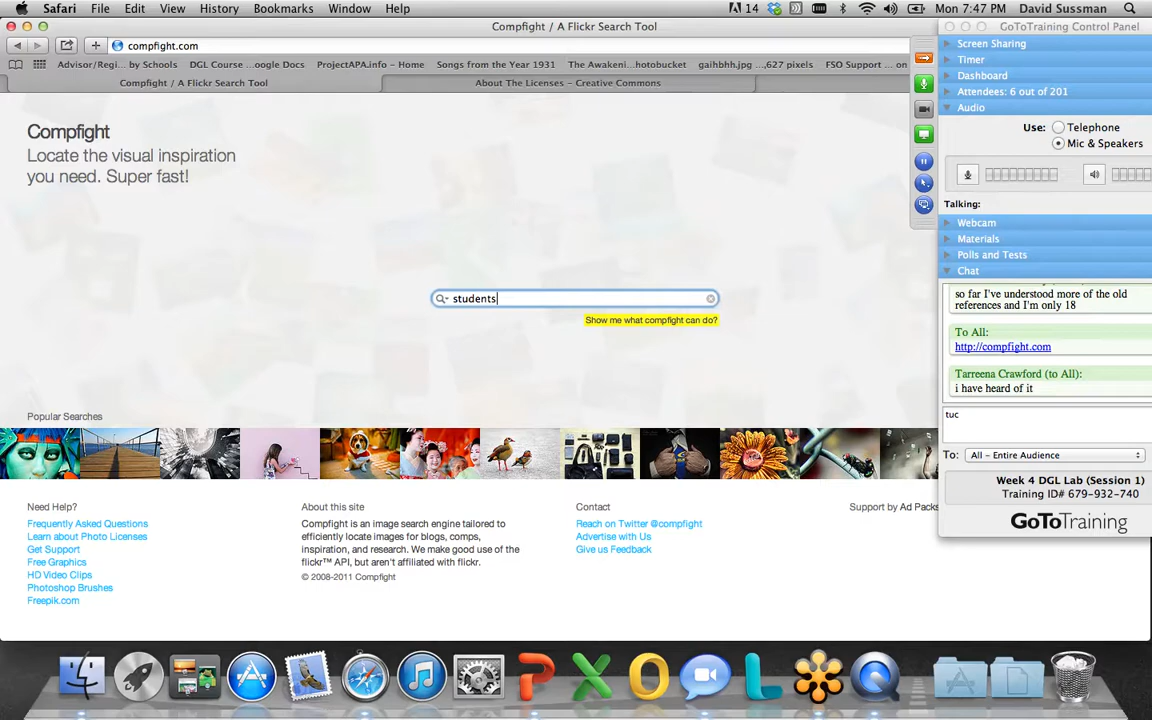 Safari File Edit View History Bookmarks Window Help
14
Mon 7:47 PM David Sussman
Compfight / A Flickr Search Tool
GoToTraining Control Panel
compfight.com
Advisor/Regi... by Schools
DGL Course ...ogle Docs
ProjectAPA.info – Home
Songs from the Year 1931
The Awakeni...hotobucket
gaihbhh.jpg ...,627 pixels
FSO Support ... on
Compfight / A Flickr Search Tool
About The Licenses – Creative Commons
Screen Sharing
Timer
Dashboard
Attendees: 6 out of 201
Audio
Use: Telephone
Mic & Speakers
Talking:
Webcam
Materials
Polls and Tests
Chat
so far I've understood more of the old
references and I'm only 18
To All:
http://compfight.com
Tarreena Crawford (to All):
i have heard of it
tuc
To: All - Entire Audience
Week 4 DGL Lab (Session 1)
Training ID# 679-932-740
GoToTraining
Compfight
Locate the visual inspiration
you need. Super fast!
students
Show me what compfight can do?
Popular Searches
Need Help?
Frequently Asked Questions
Learn about Photo Licenses
Get Support
Free Graphics
HD Video Clips
Photoshop Brushes
Freepik.com
About this site
Compfight is an image search engine tailored to
efficiently locate images for blogs, comps,
inspiration, and research. We make good use of the
flickr™ API, but aren't affiliated with flickr.
© 2008-2011 Compfight
Contact
Reach on Twitter @compfight
Advertise with Us
Give us Feedback
Support by Ad Packs